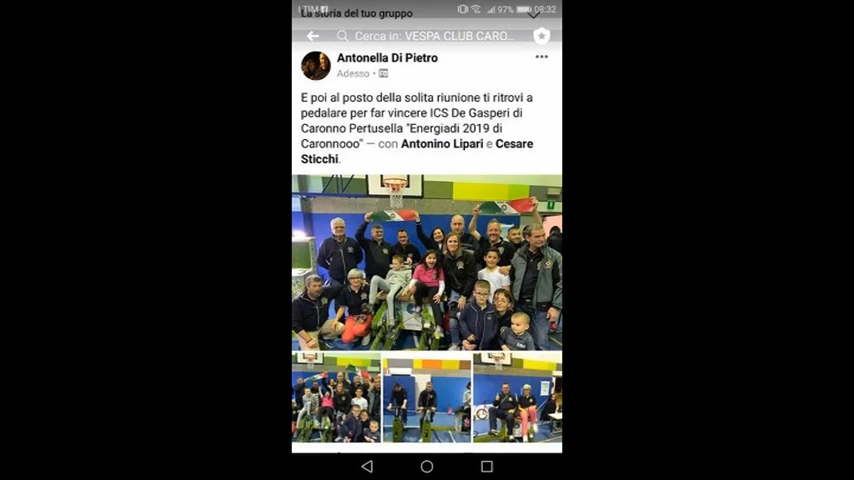 TIM
97%
08:32
La storia del tuo gruppo
Cerca in: VESPA CLUB CARO...
Antonella Di Pietro
Adesso •
E poi al posto della solita riunione ti ritrovi a
pedalare per far vincere ICS De Gasperi di
Caronno Pertusella "Energiadi 2019 di
Caronnooo" — con Antonino Lipari e Cesare
Sticchi.